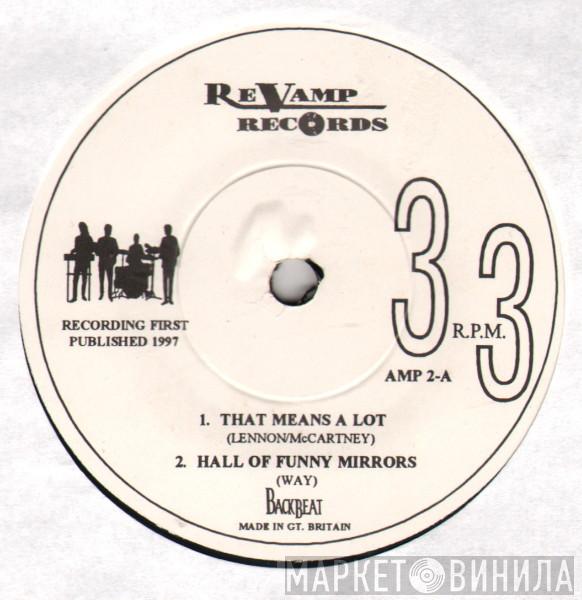 REVAMP
RECORDS
33
R.P.M.
RECORDING FIRST
PUBLISHED 1997
AMP 2-A
1. THAT MEANS A LOT
(LENNON/McCARTNEY)
2. HALL OF FUNNY MIRRORS
(WAY)
BACKBEAT
MADE IN GT. BRITAIN
МАРКЕТ ВИНИЛА